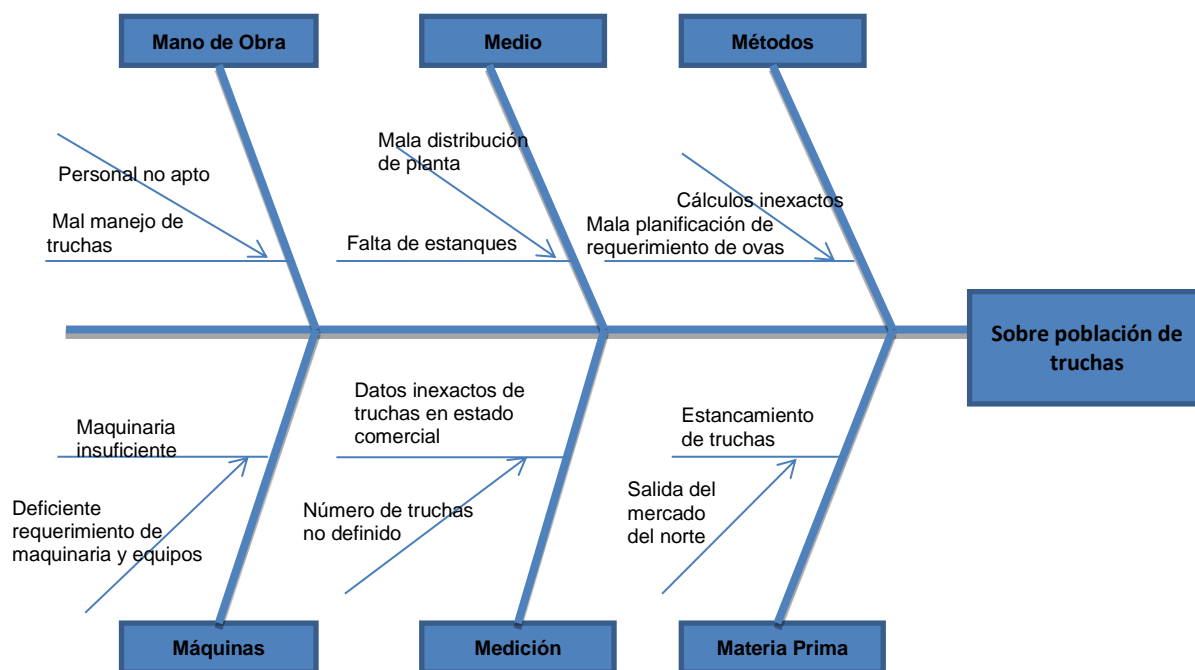 Mano de Obra
Medio
Métodos
Personal no apto
Mal manejo de
truchas
Mala distribución
de planta
Falta de estanques
Cálculos inexactos
Mala planificación de
requerimiento de ovas
Sobre población de
truchas
Maquinaria
insuficiente
Deficiente
requerimiento de
maquinaria y equipos
Datos inexactos de
truchas en estado
comercial
Número de truchas
no definido
Estancamiento
de truchas
Salida del
mercado
del norte
Máquinas
Medición
Materia Prima